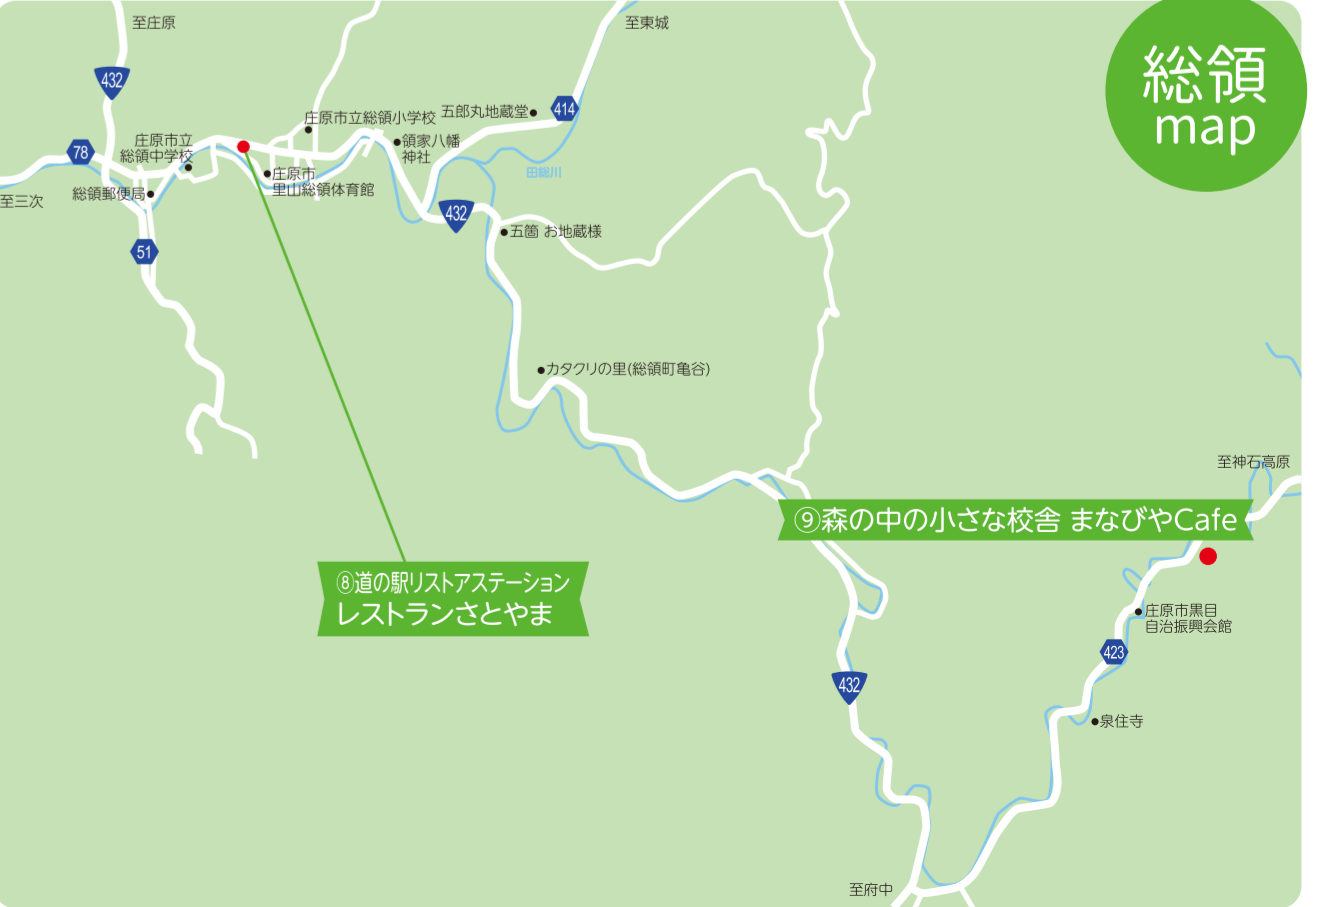 総領
map
至庄原
至東城
432
414
五郎丸地蔵堂
庄原市立総領小学校
領家八幡
神社
庄原市立
総領中学校
78
庄原市
里山総領体育館
田総川
総領郵便局
至三次
432
五箇 お地蔵様
51
カタクリの里(総領町亀谷)
至神石高原
⑨森の中の小さな校舎 まなびやCafe
⑧道の駅リストアステーション
レストランさとやま
庄原市黒目
自治振興会館
423
432
泉住寺
至府中